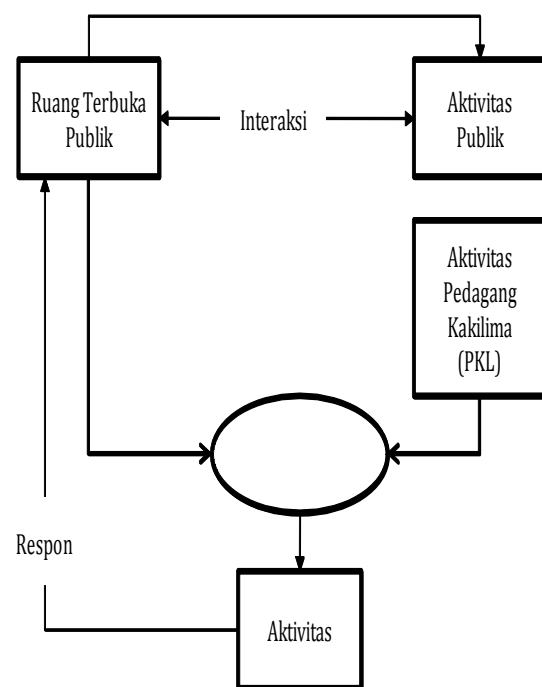 Ruang Terbuka
Publik
Interaksi
Aktivitas
Publik
Aktivitas
Pedagang
Kakilima
(PKL)
Respon
Aktivitas